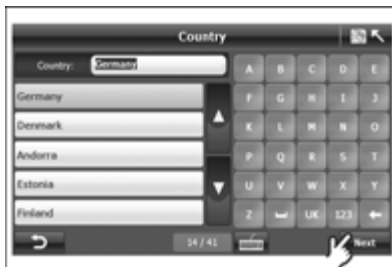 Country
Country: Germany
A B C D E
Germany
F G H I J
Denmark
K L M N O
Andorra
P Q R S T
Estonia
U V W X Y
Finland
Z UK 123
14 / 41
Next